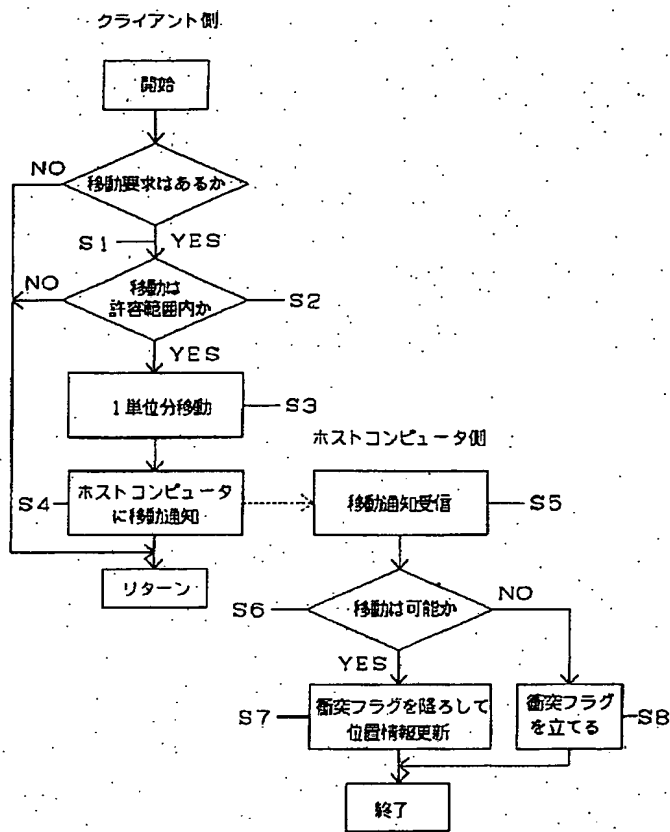 クライアント側
開始
NO
移動要求はあるか
S1
YES
NO
移動は
許容範囲内か
S2
YES
1単位分移動
S3
ホストコンピュータ側
S4
ホストコンピュータ
に移動通知
移動通知受信
S5
リターン
S6
移動は可能か
NO
YES
S7
衝突フラグを降ろして
位置情報更新
衝突フラグ
を立てる
S8
終了